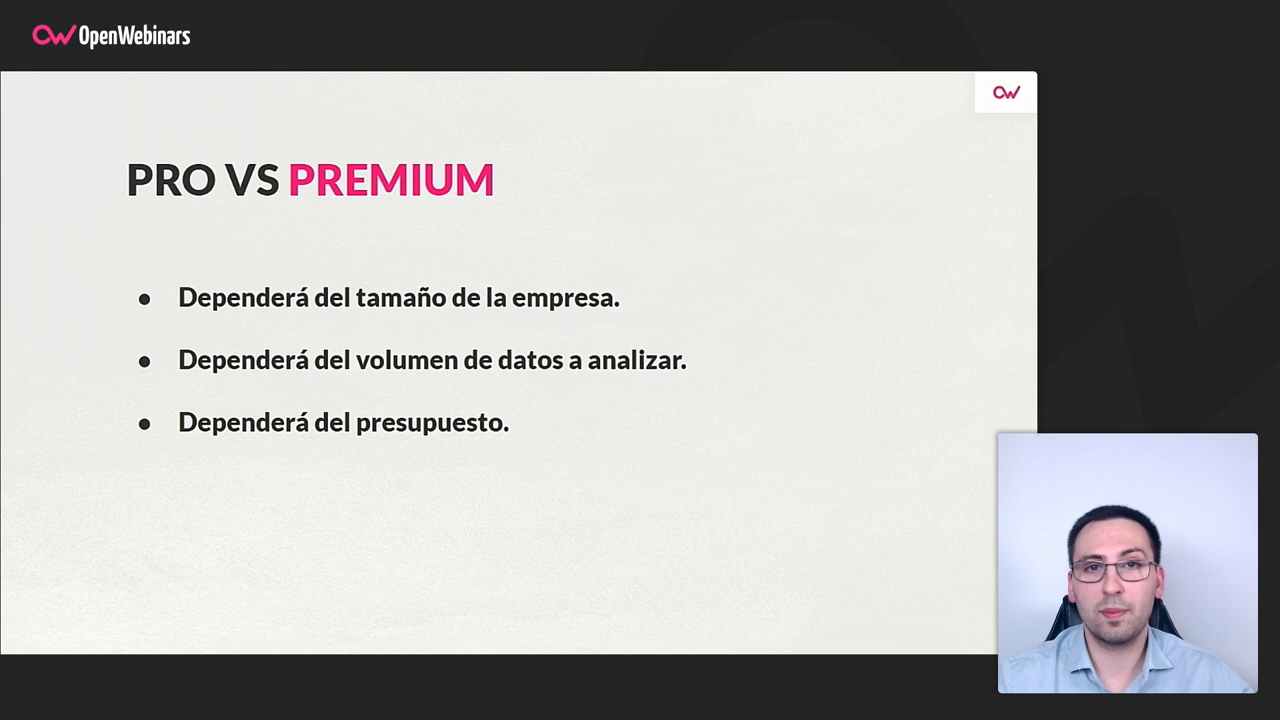 OpenWebinars
PRO VS PREMIUM
● Dependerá del tamaño de la empresa.
● Dependerá del volumen de datos a analizar.
● Dependerá del presupuesto.